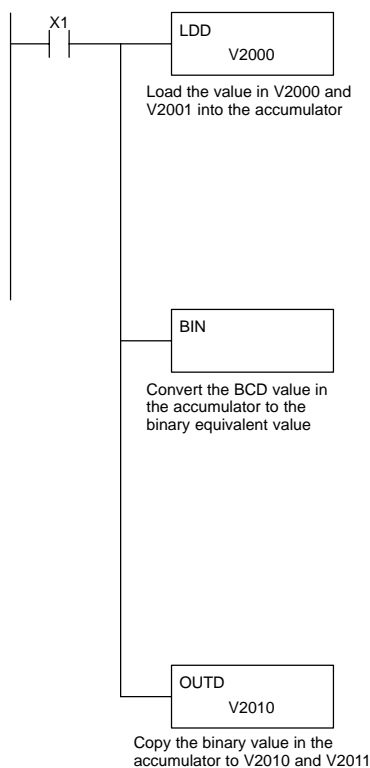 X1
LDD
V2000
Load the value in V2000 and
V2001 into the accumulator
BIN
Convert the BCD value in
the accumulator to the
binary equivalent value
OUTD
V2010
Copy the binary value in the
accumulator to V2010 and V2011